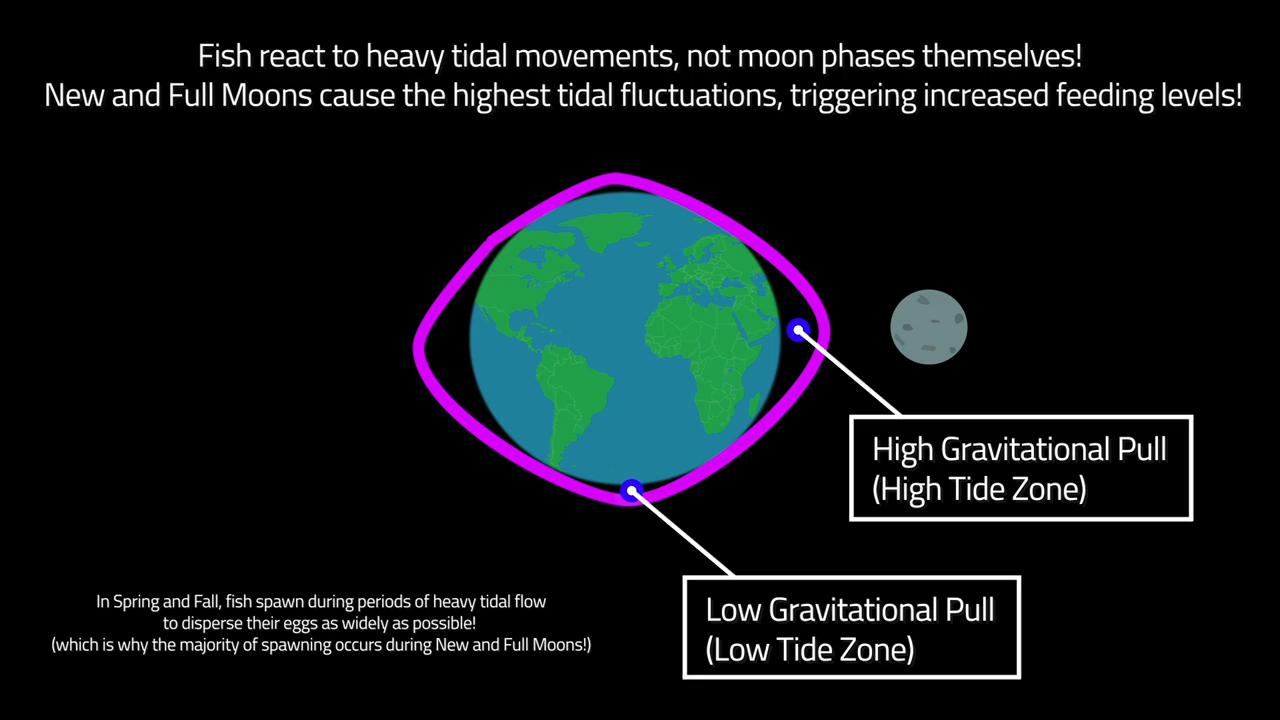 Fish react to heavy tidal movements, not moon phases themselves!
New and Full Moons cause the highest tidal fluctuations, triggering increased feeding levels!
High Gravitational Pull
(High Tide Zone)
Low Gravitational Pull
(Low Tide Zone)
In Spring and Fall, fish spawn during periods of heavy tidal flow
to disperse their eggs as widely as possible!
(which is why the majority of spawning occurs during New and Full Moons!)